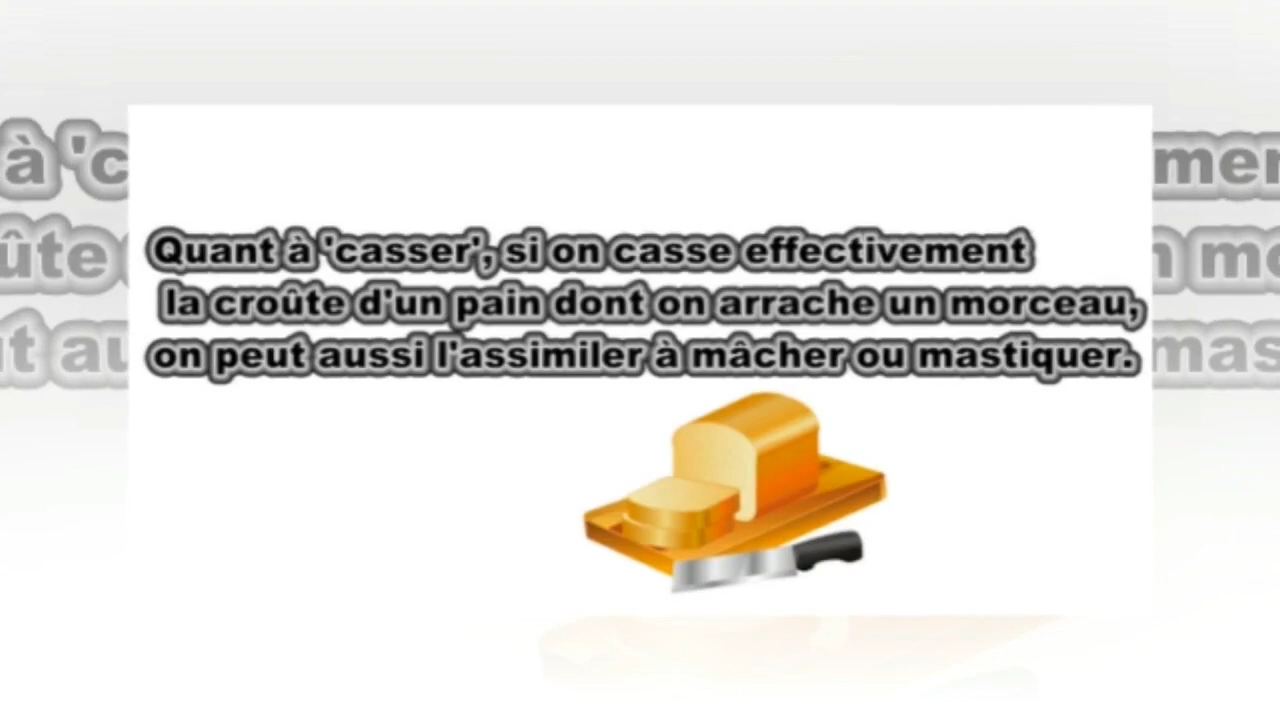 Quant à 'casser', si on casse effectivement
la croûte d'un pain dont on arrache un morceau,
on peut aussi l'assimiler à mâcher ou mastiquer.